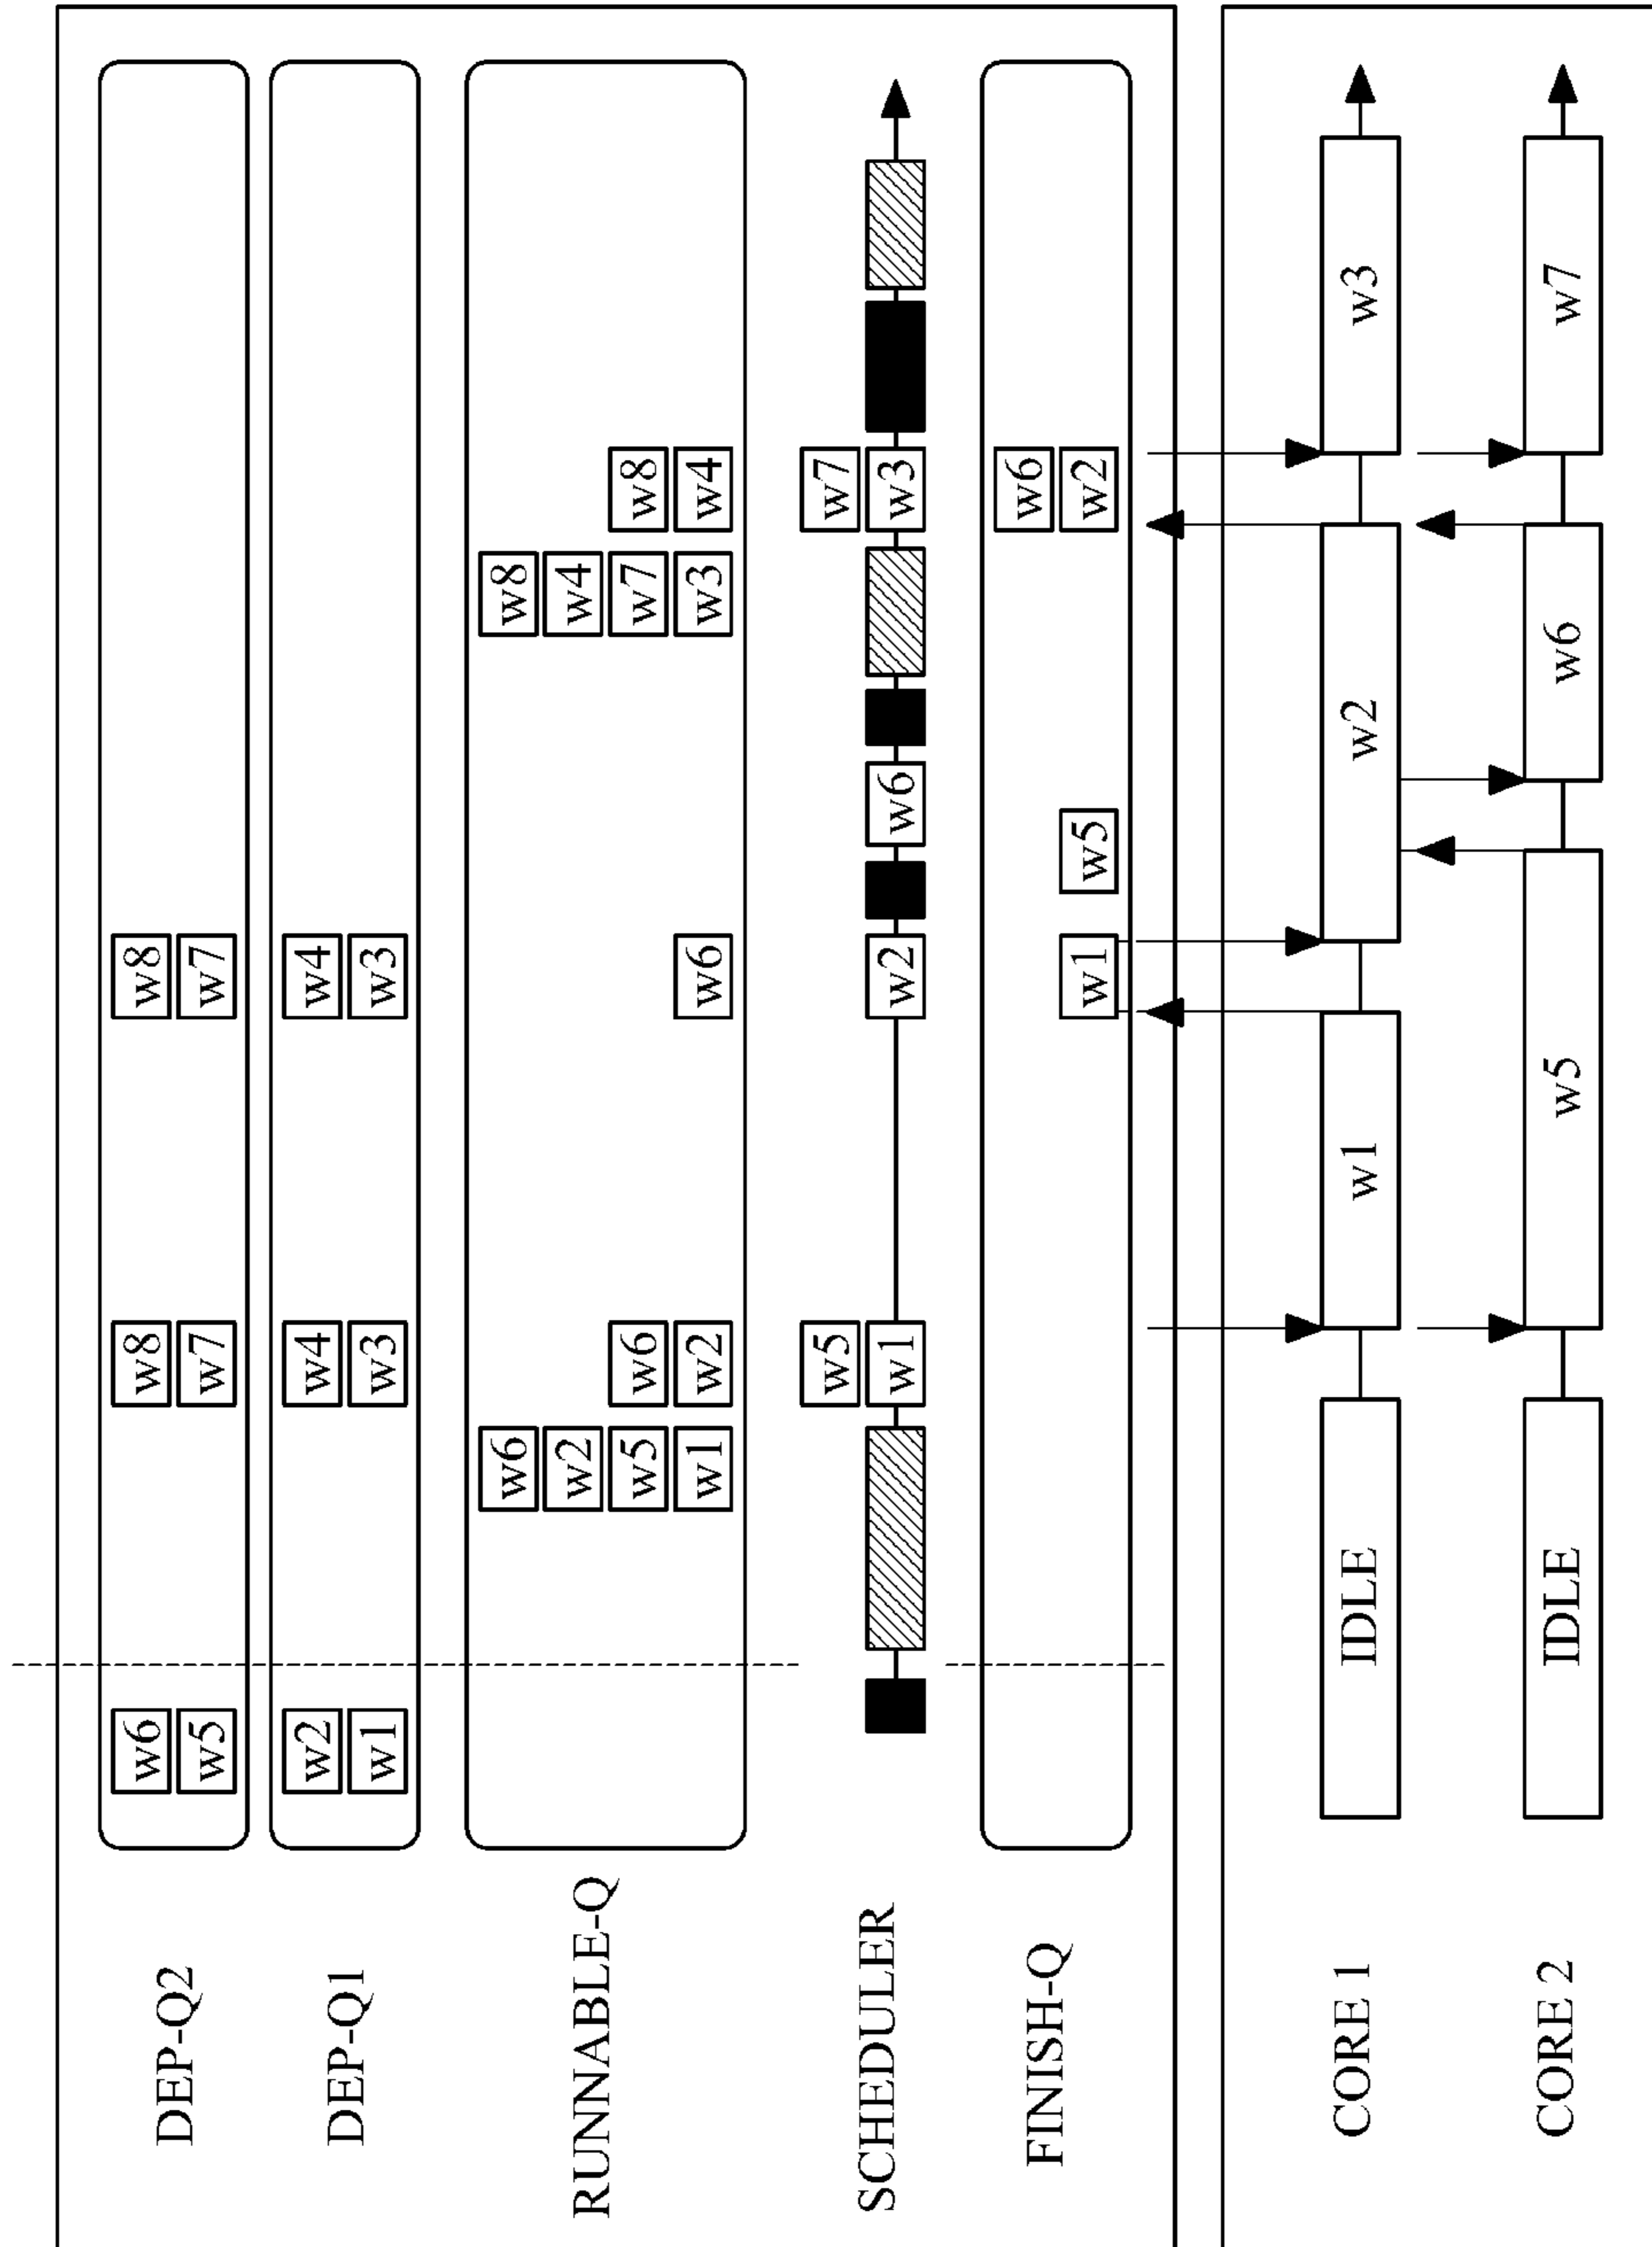 DEP-Q2
w6 w8 w8
w5 w7 w7
DEP-Q1
w2 w4 w4
w1 w3 w3
RUNNABLE-Q
w6 w8
w2 w4
w5 w6 w7 w8
w1 w2 w6 w3 w4
SCHEDULER
w5 w7
w1 w2 w6 w3
FINISH-Q
w6
w1 w5 w2
CORE 1 IDLE w1 w2 w3
CORE 2 IDLE w5 w6 w7